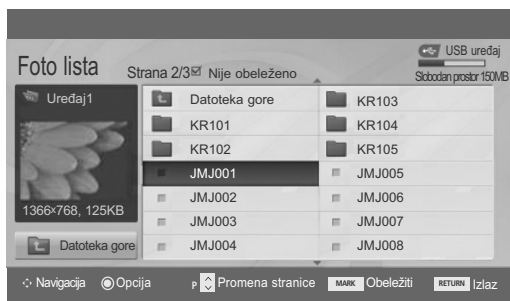 USB uređaj
Foto lista
Strana 2/3 Nije obeleženo
Slobodan prostor 150MB
Uređaj1
Datoteka gore
KR103
KR101
KR104
KR102
KR105
JMJ001
JMJ005
JMJ002
JMJ006
1366×768, 125KB
JMJ003
JMJ007
Datoteka gore
JMJ004
JMJ008
Navigacija
Opcija
P Promena stranice
MARK Obeležiti
RETURN Izlaz